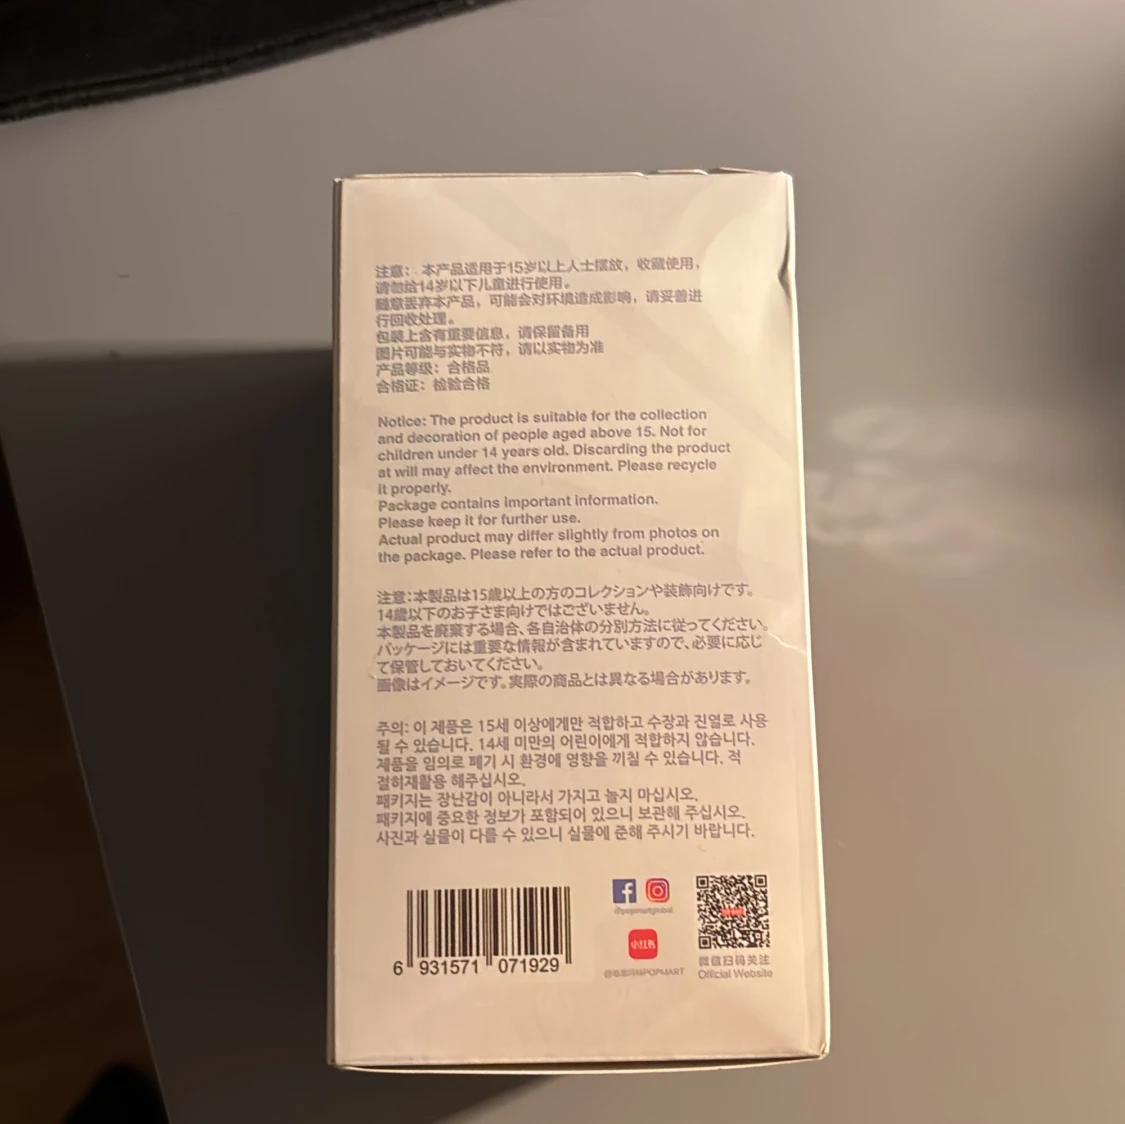 注意：本产品适用于15岁以上人士摆放，收藏使用，
请勿给14岁以下儿童进行使用。
随意丢弃本产品，可能会对环境造成影响，请妥善进
行回收处理。
包装上含有重要信息，请保留备用
图片可能与实物不符，请以实物为准
产品等级：合格品
合格证：检验合格
Notice: The product is suitable for the collection
and decoration of people aged above 15. Not for
children under 14 years old. Discarding the product
at will may affect the environment. Please recycle
it properly.
Package contains important information.
Please keep it for further use.
Actual product may differ slightly from photos on
the package. Please refer to the actual product.
注意：本製品は15歳以上の方のコレクションや装飾向けです。
14歳以下のお子さま向けではございません。
本製品を廃棄する場合、各自治体の分別方法に従ってください。
パッケージには重要な情報が含まれていますので、必要に応じ
て保管しておいてください。
画像はイメージです。実際の商品とは異なる場合があります。
주의: 이 제품은 15세 이상에게만 적합하고 수장과 진열로 사용
될 수 있습니다. 14세 미만의 어린이에게 적합하지 않습니다.
제품을 임의로 폐기 시 환경에 영향을 끼칠 수 있습니다. 적
절히재활용 해주십시오.
패키지는 장난감이 아니라서 가지고 놀지 마십시오.
패키지에 중요한 정보가 포함되어 있으니 보관해 주십시오.
사진과 실물이 다를 수 있으니 실물에 준해 주시기 바랍니다.
6 931571 071929
@popmartglobal
小红书
POPMART
微信扫码关注
Official Website